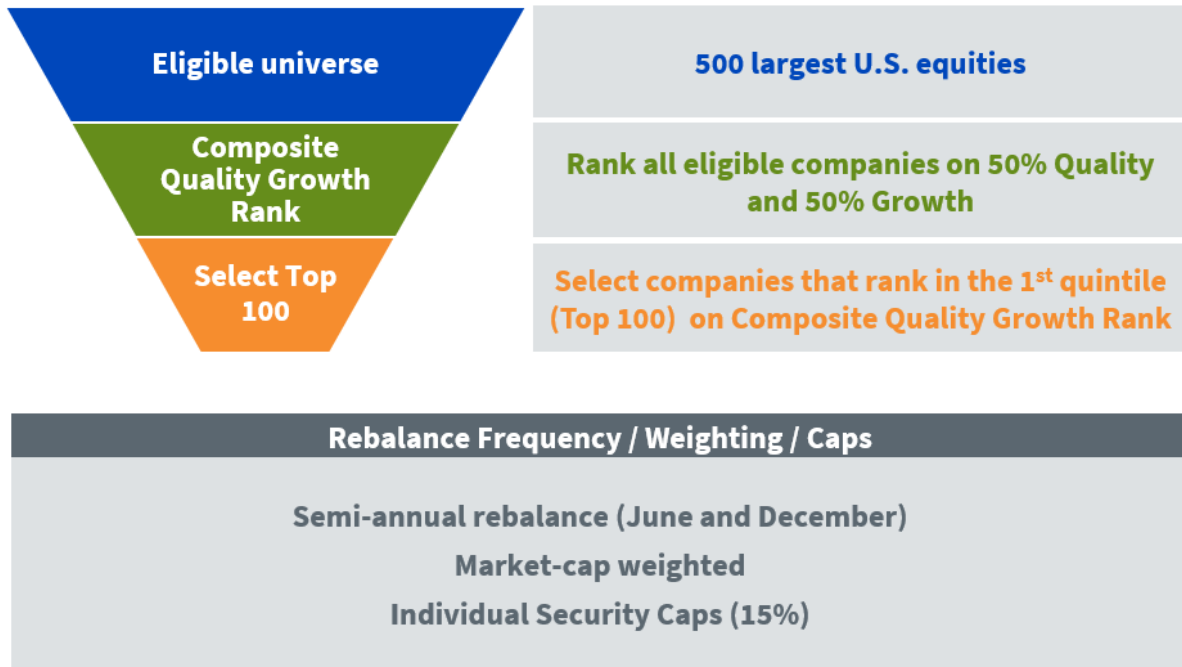 Eligible universe
500 largest U.S. equities
Composite
Quality Growth
Rank
Rank all eligible companies on 50% Quality
and 50% Growth
Select Top
100
Select companies that rank in the 1st quintile
(Top 100) on Composite Quality Growth Rank
Rebalance Frequency / Weighting / Caps
Semi-annual rebalance (June and December)
Market-cap weighted
Individual Security Caps (15%)